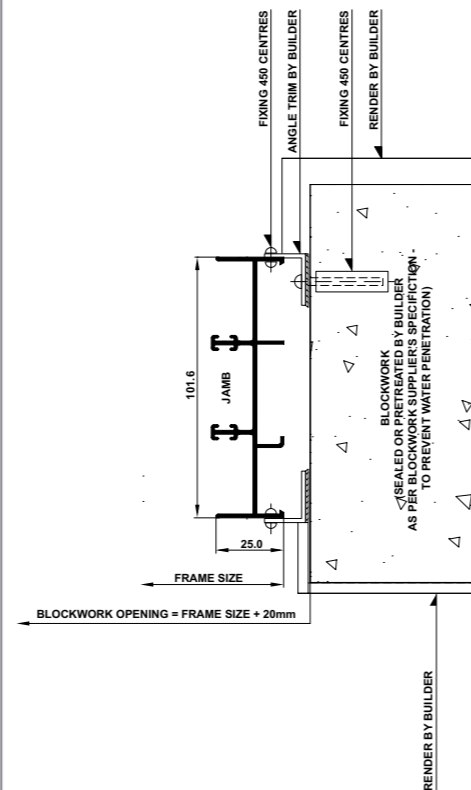 FIXING 450 CENTRES
ANGLE TRIM BY BUILDER
FIXING 450 CENTRES
RENDER BY BUILDER
101.6
JAMB
BLOCKWORK
(SEALED OR PRETREATED BY BUILDER
AS PER BLOCKWORK SUPPLIER;S SPECIFICTION -
TO PREVENT WATER PENETRATION)
25.0
FRAME SIZE
BLOCKWORK OPENING = FRAME SIZE + 20mm
RENDER BY BUILDER